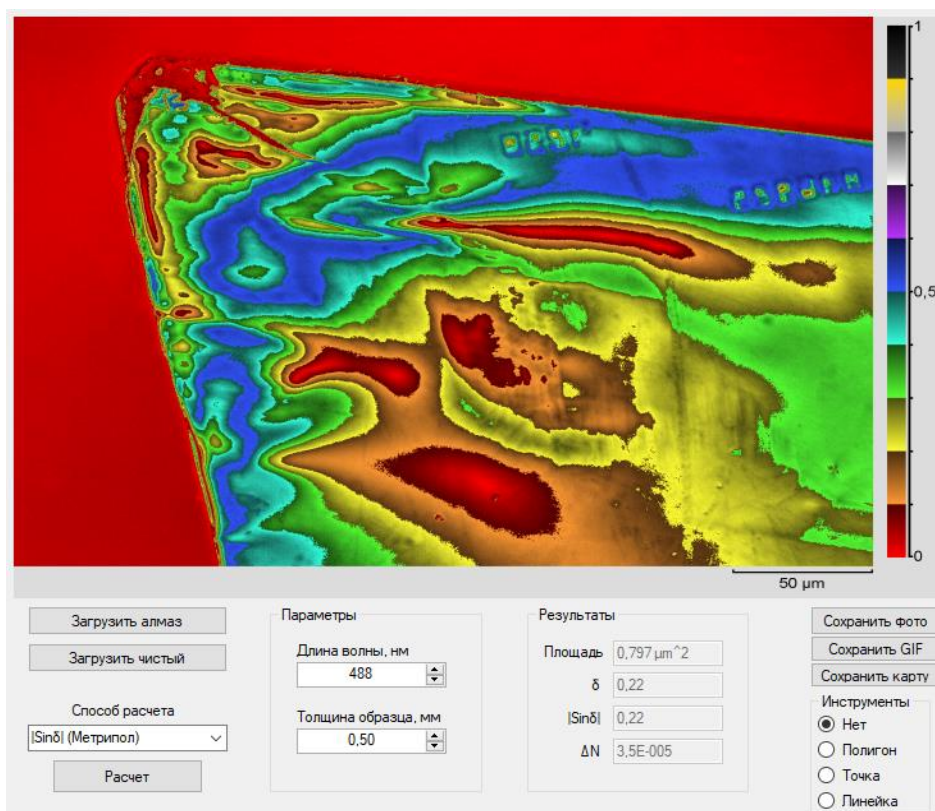 1
0,5
0
50 µm
Загрузить алмаз
Загрузить чистый
Способ расчета
|Sinδ| (Метрипол)
Расчет
Параметры
Длина волны, нм
488
Толщина образца, мм
0,50
Результаты
Площадь 0,797 µm^2
δ 0,22
|Sinδ| 0,22
ΔN 3,5E-005
Сохранить фото
Сохранить GIF
Сохранить карту
Инструменты
Нет
Полигон
Точка
Линейка